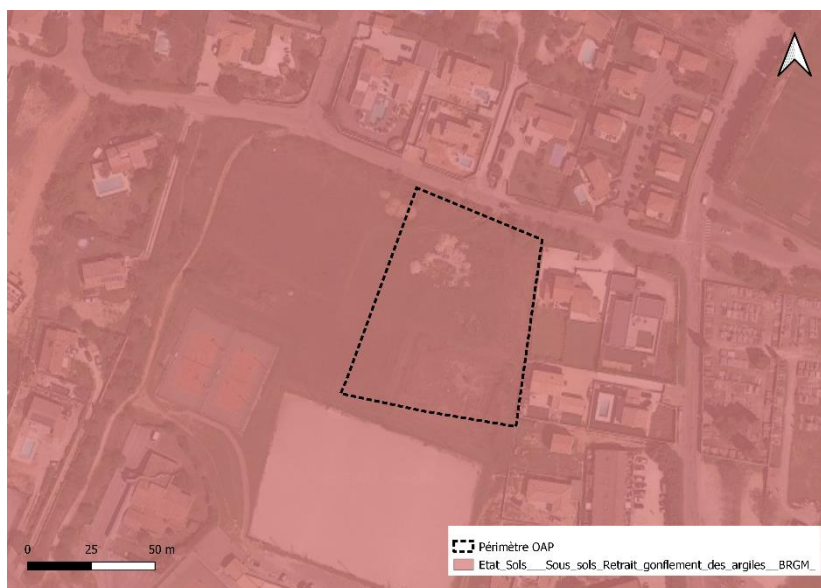 0 25 50 m
Périmètre OAP
Etat_Sols___Sous_sols_Retrait_gonflement_des_argiles__BRGM_